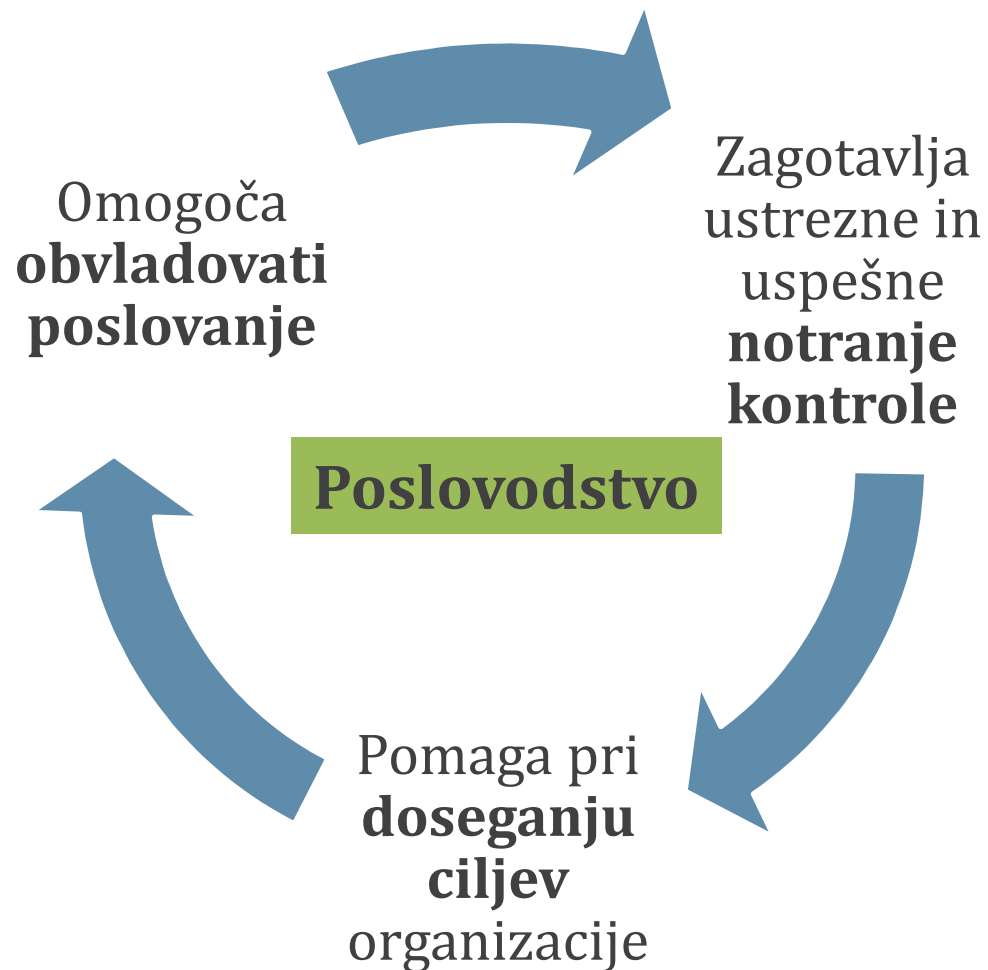 Omogoča
obvladovati
poslovanje
Zagotavlja
ustrezne in
uspešne
notranje
kontrole
Poslovodstvo
Pomaga pri
doseganju
ciljev
organizacije